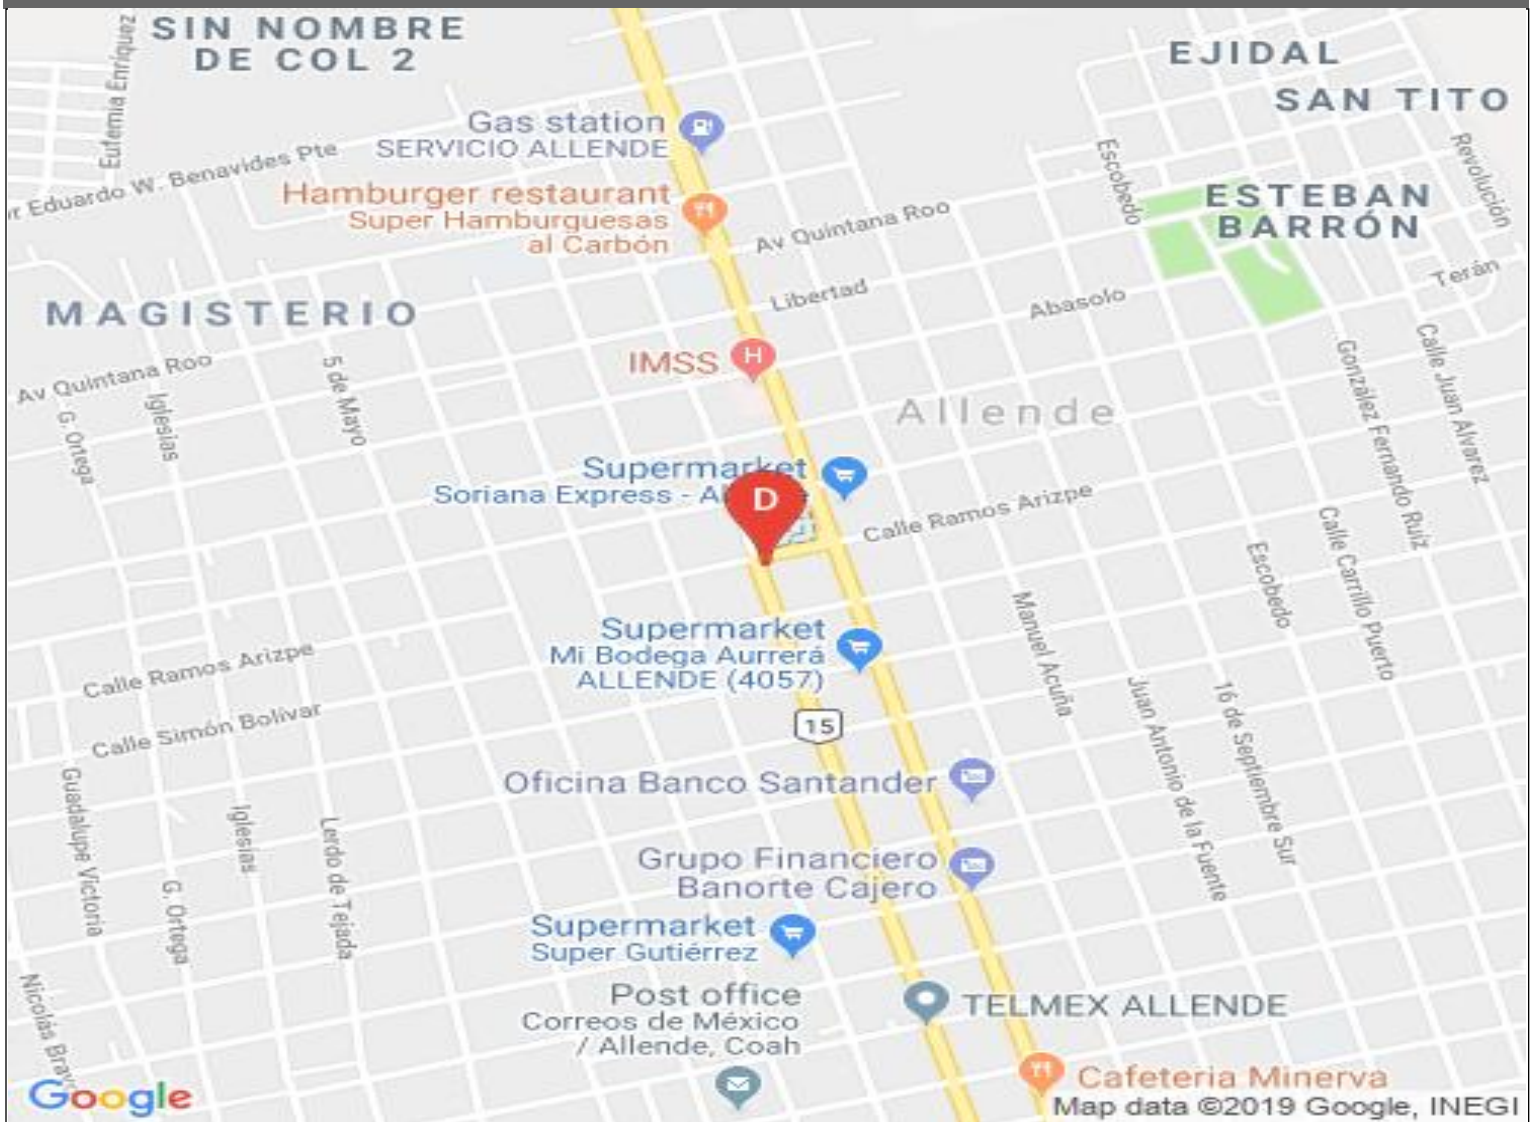 SIN NOMBRE
DE COL 2
EJIDAL
SAN TITO
Eufemia Enríquez
Gas station
SERVICIO ALLENDE
Escobedo
Revolución
Eduardo W. Benavides Pte
Hamburger restaurant
Super Hamburguesas
al Carbón
ESTEBAN
BARRÓN
Av Quintana Roo
Terán
Libertad
Abasolo
MAGISTERIO
IMSS
Av Quintana Roo
G. Ortega
Iglesias
5 de Mayo
Allende
González Fernando Ruiz
Calle Juan Alvarez
Supermarket
Soriana Express -
D
Calle Ramos Arizpe
Escobedo
Calle Carrillo Puerto
Supermarket
Mi Bodega Aurrerá
ALLENDE (4057)
Manuel Acuña
Calle Ramos Arizpe
Calle Simón Bolívar
15
Juan Antonio de la Fuente
16 de Septiembre Sur
Guadalupe Victoria
Iglesias
Lerdo de Tejada
Oficina Banco Santander
G. Ortega
Grupo Financiero
Banorte Cajero
Supermarket
Super Gutiérrez
Nicolás Bravo
Post office
Correos de México
/ Allende, Coah
TELMEX ALLENDE
Cafeteria Minerva
Google
Map data ©2019 Google, INEGI